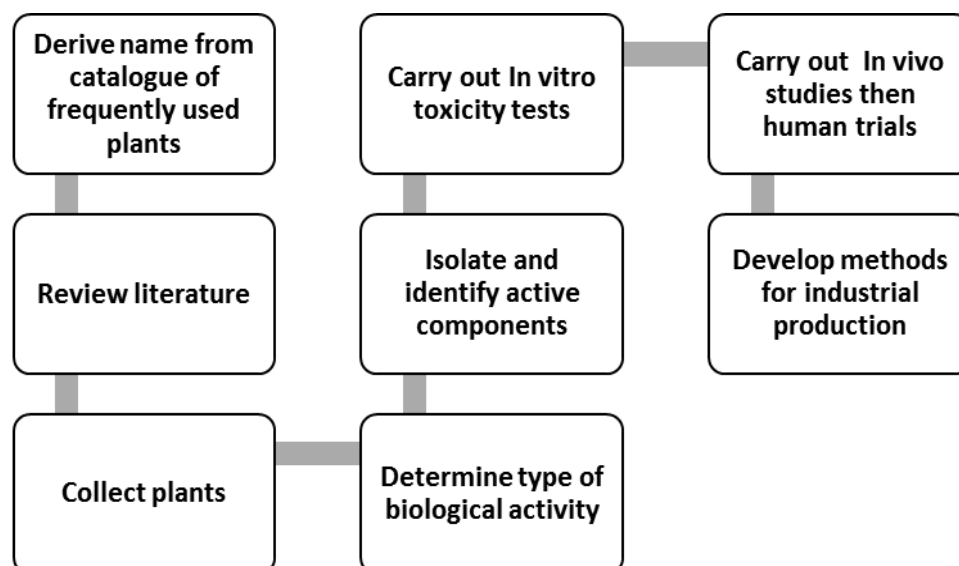 Derive name from
catalogue of
frequently used
plants
Review literature
Collect plants
Determine type of
biological activity
Isolate and
identify active
components
Carry out In vitro
toxicity tests
Carry out In vivo
studies then
human trials
Develop methods
for industrial
production